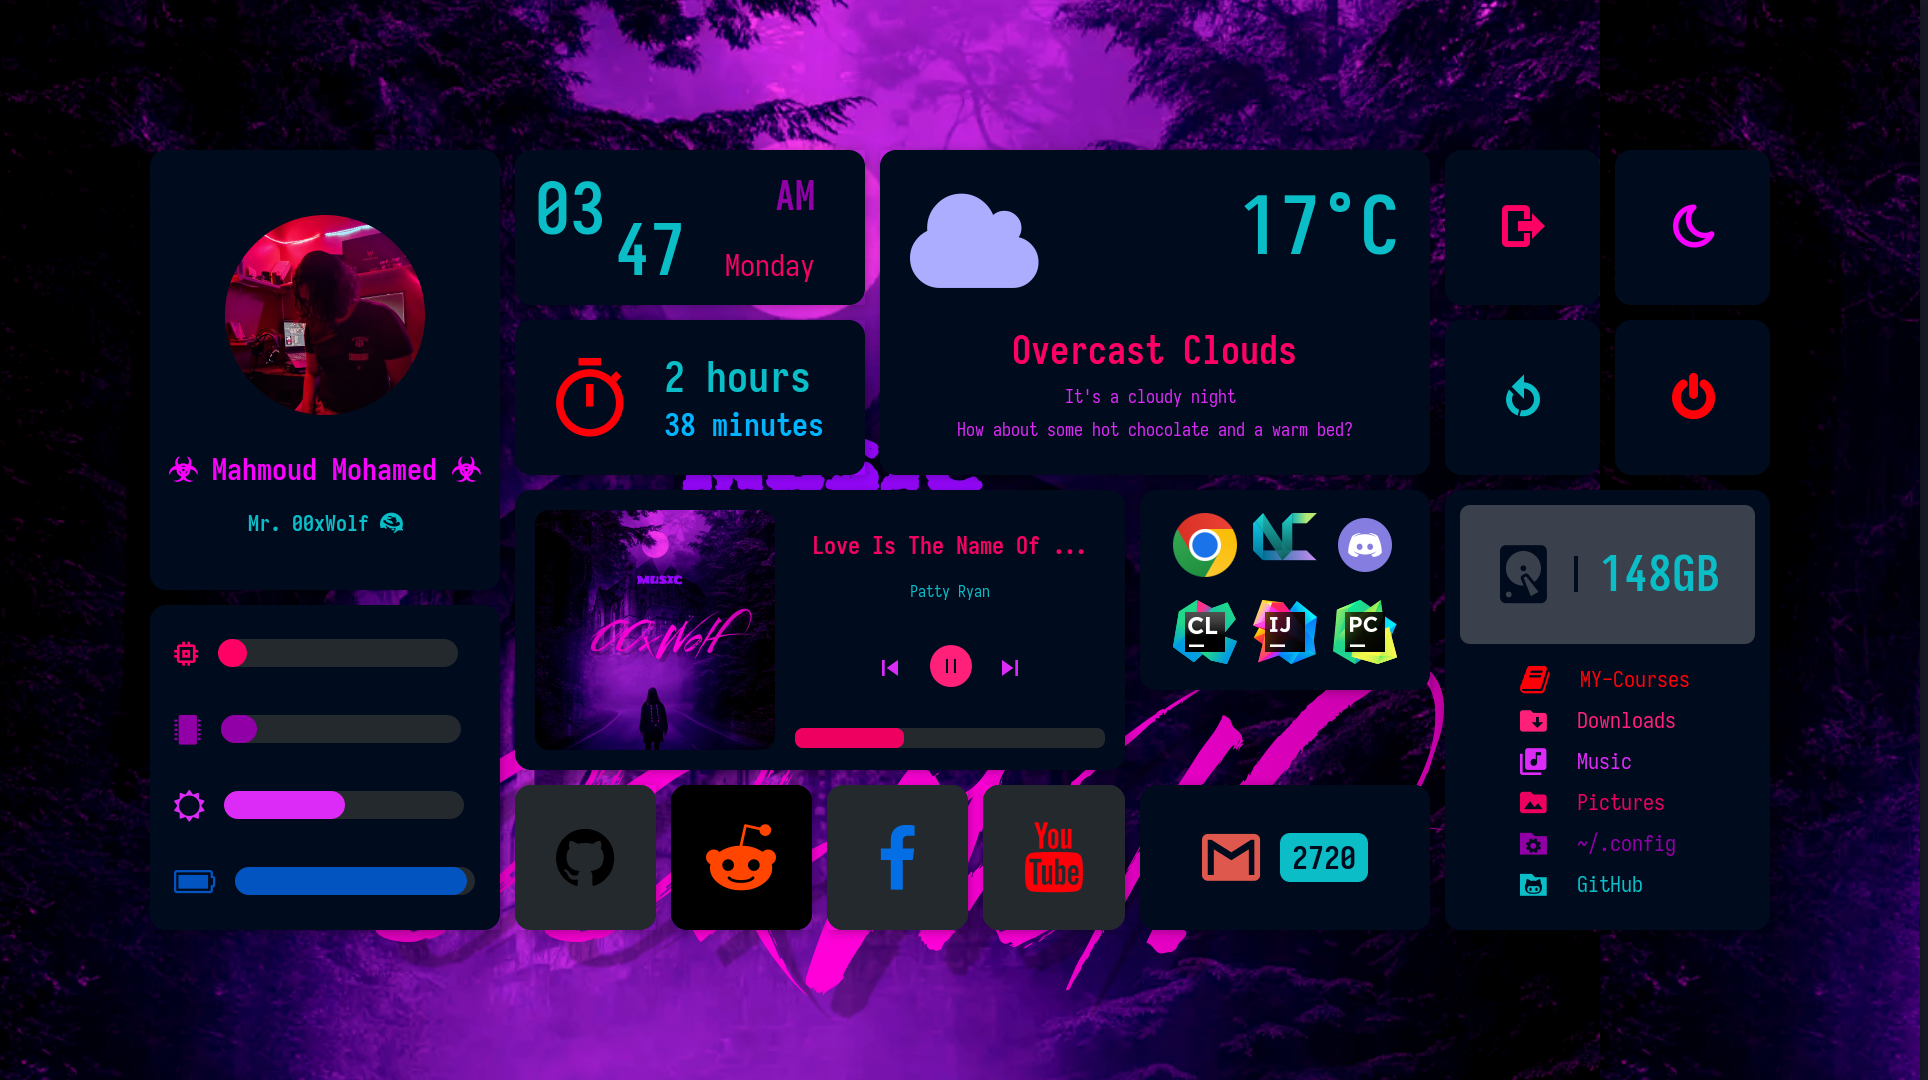 Mahmoud Mohamed
Mr. 00xWolf
03
47
AM
Monday
2 hours
38 minutes
17°C
Overcast Clouds
It's a cloudy night
How about some hot chocolate and a warm bed?
MUSIC
00xWolf
Love Is The Name Of ...
Patty Ryan
CL
IJ
PC
148GB
MY-Courses
Downloads
Music
Pictures
~/.config
GitHub
You
Tube
2720